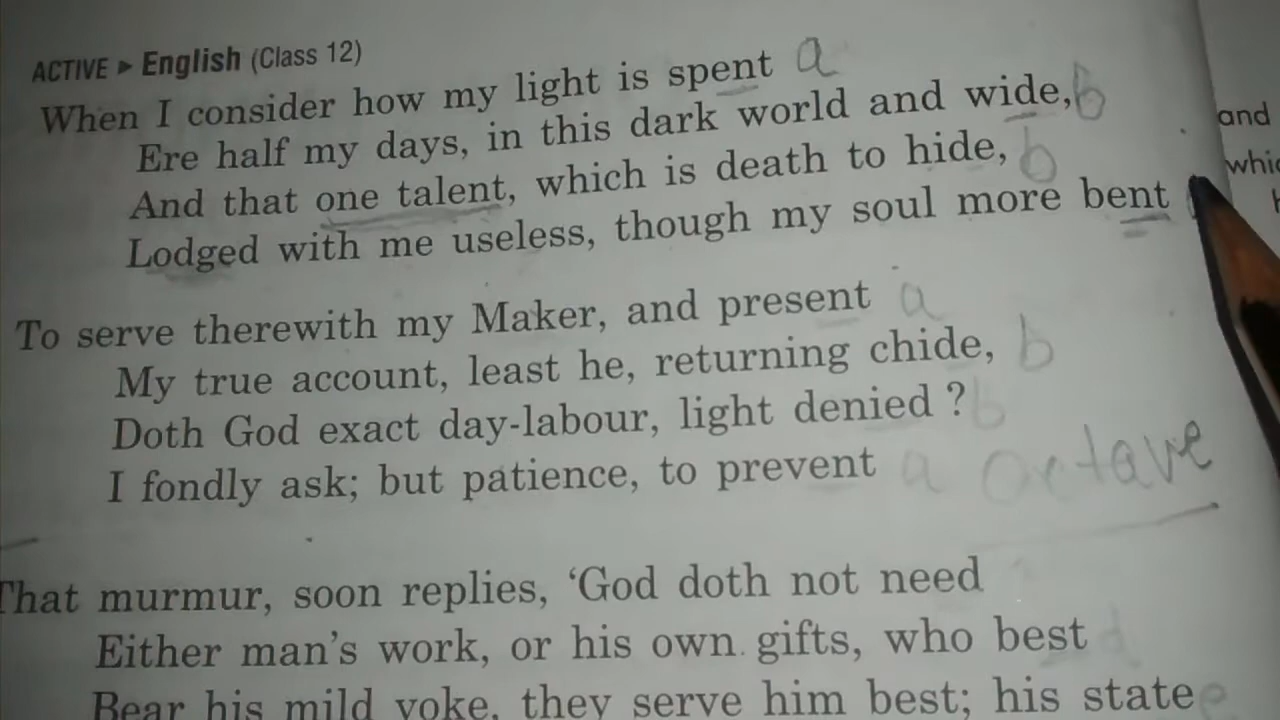 ACTIVE ▸ English (Class 12)
When I consider how my light is spent a
Ere half my days, in this dark world and wide, b
And that one talent, which is death to hide, b
Lodged with me useless, though my soul more bent
To serve therewith my Maker, and present a
My true account, least he, returning chide, b
Doth God exact day-labour, light denied ? b
I fondly ask; but patience, to prevent a octave
That murmur, soon replies, ‘God doth not need
Either man’s work, or his own gifts, who best d
Bear his mild yoke, they serve him best; his state e
and